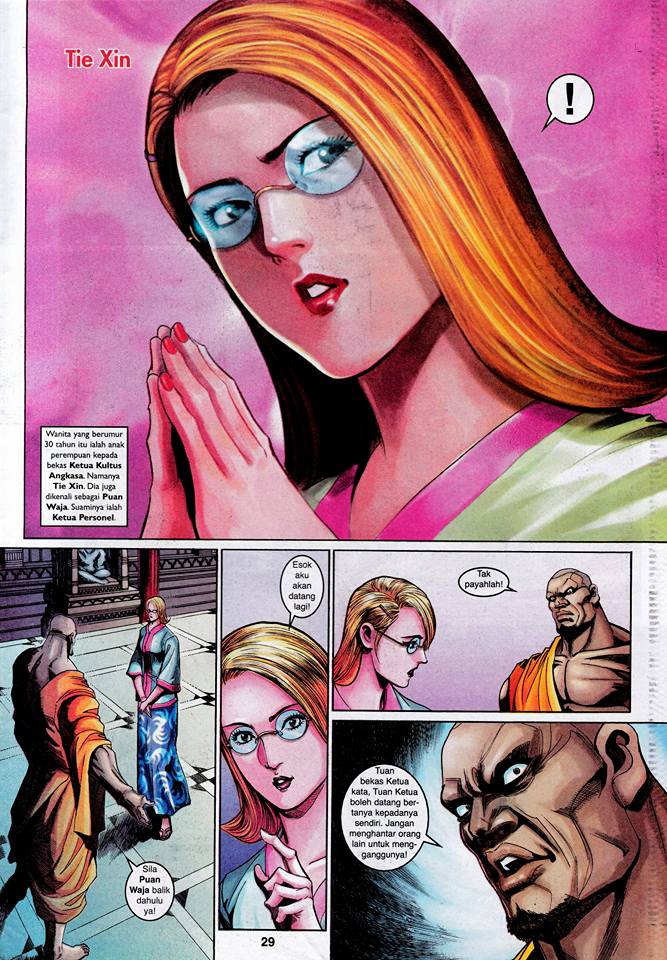 Tie Xin
!
Wanita yang berumur
30 tahun itu ialah anak
perempuan kepada
bekas Ketua Kultus
Angkasa. Namanya
Tie Xin. Dia juga
dikenali sebagai Puan
Waja. Suaminya ialah
Ketua Personel.
Sila
Puan
Waja balik
dahulu
ya!
Esok
aku
akan
datang
lagi!
Tak
payahlah!
Tuan
bekas Ketua
kata, Tuan Ketua
boleh datang ber-
tanya kepadanya
sendiri. Jangan
menghantar orang
lain untuk meng-
ganggunya!
29